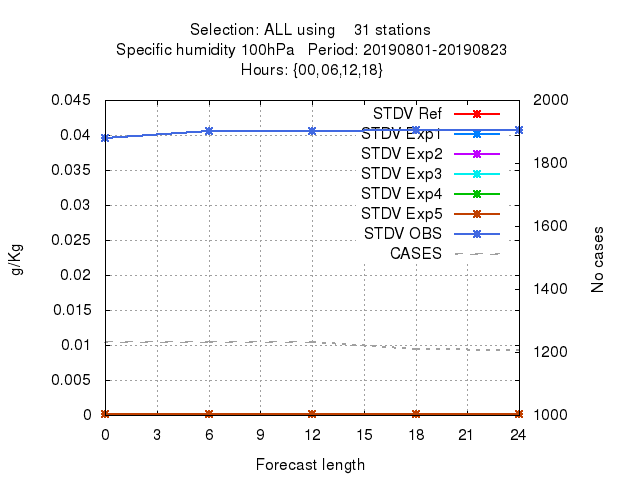 Selection: ALL using    31 stations
Specific humidity 100hPa   Period: 20190801-20190823
Hours: {00,06,12,18}
0.045
0.04
0.035
0.03
0.025
0.02
0.015
0.01
0.005
0
g/Kg
STDV Ref
STDV Exp1
STDV Exp2
STDV Exp3
STDV Exp4
STDV Exp5
STDV OBS
CASES
2000
1800
1600
1400
1200
1000
No cases
0 3 6 9 12 15 18 21 24
Forecast length